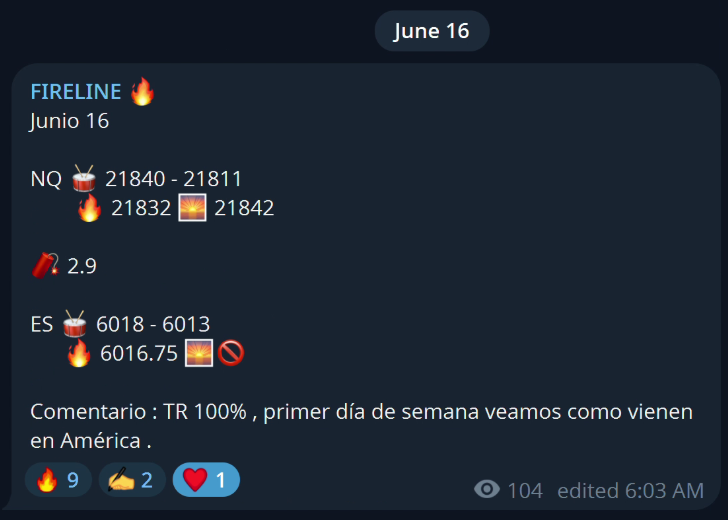 June 16
FIRELINE 🔥
Junio 16
NQ 🥁 21840 - 21811
🔥 21832 🌅 21842
🧨 2.9
ES 🥁 6018 - 6013
🔥 6016.75 🌅🚫
Comentario : TR 100% , primer día de semana veamos como vienen
en América .
🔥 9 ✍️ 2 ❤️ 1
104 edited 6:03 AM